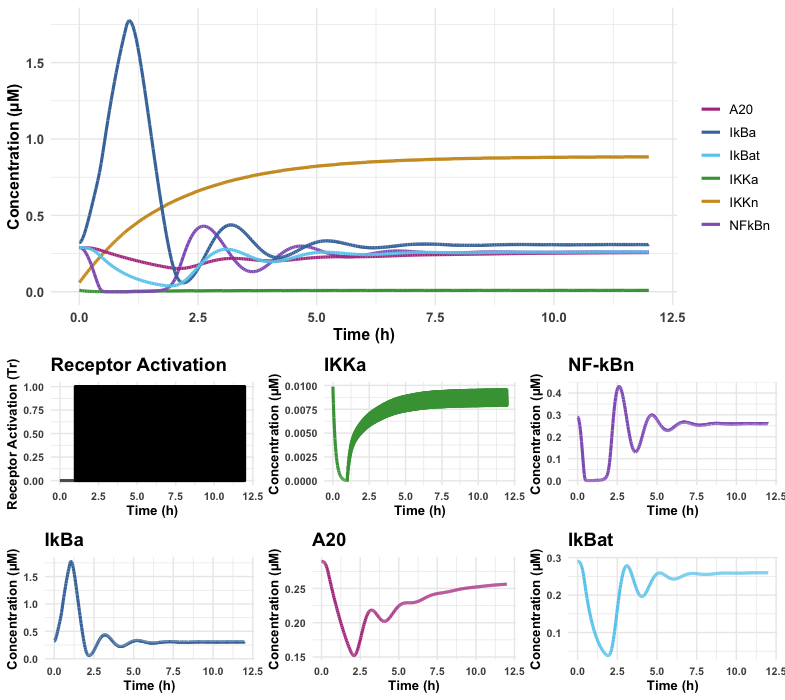 Concentration (μM)
1.5
1.0
0.5
0.0
0.0 2.5 5.0 7.5 10.0 12.5
Time (h)
A20
IkBa
IkBat
IKKa
IKKn
NFkBn
Receptor Activation
Receptor Activation (Tr)
1.00
0.75
0.50
0.25
0.00
0.0 2.5 5.0 7.5 10.0 12.5
Time (h)
IKKa
Concentration (μM)
0.0100
0.0075
0.0050
0.0025
0.0000
0.0 2.5 5.0 7.5 10.0 12.5
Time (h)
NF-kBn
Concentration (μM)
0.4
0.3
0.2
0.1
0.0
0.0 2.5 5.0 7.5 10.0 12.5
Time (h)
IkBa
Concentration (μM)
1.5
1.0
0.5
0.0
0.0 2.5 5.0 7.5 10.0 12.5
Time (h)
A20
Concentration (μM)
0.25
0.20
0.15
0.0 2.5 5.0 7.5 10.0 12.5
Time (h)
IkBat
Concentration (μM)
0.3
0.2
0.1
0.0 2.5 5.0 7.5 10.0 12.5
Time (h)